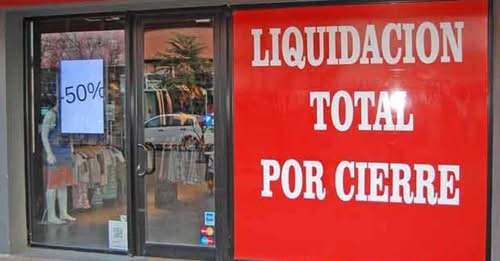 -50%
LIQUIDACION
TOTAL
POR CIERRE